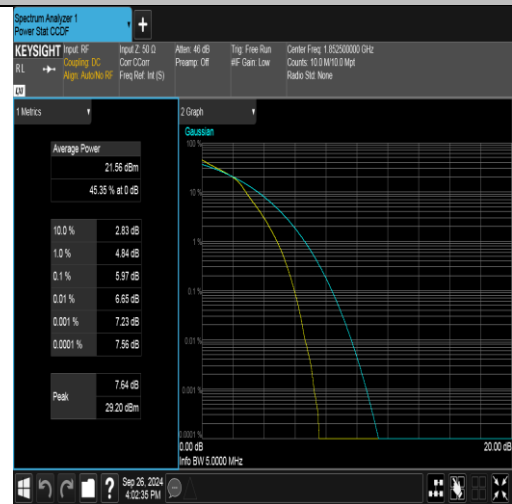 Spectrum Analyzer 1
Power Stat CCDF
+
KEYSIGHT
RL
Input: RF
Coupling: DC
Align: Auto/No RF
Input Z: 50 Ω
Corr CCorr
Freq Ref: Int (S)
Atten: 46 dB
Preamp: Off
Trig: Free Run
#IF Gain: Low
Center Freq: 1.852500000 GHz
Counts: 10.0 M/10.0 Mpt
Radio Std: None
LXI
1 Metrics
Average Power
21.56 dBm
45.35 % at 0 dB
10.0 % 2.83 dB
1.0 % 4.84 dB
0.1 % 5.97 dB
0.01 % 6.65 dB
0.001 % 7.23 dB
0.0001 % 7.56 dB
Peak
7.64 dB
29.20 dBm
2 Graph
Gaussian
100 %
10 %
1 %
0.1 %
0.01 %
0.001 %
0.0001 %
0.00 dB 20.00 dB
Info BW 5.0000 MHz
?
Sep 26, 2024
4:02:35 PM